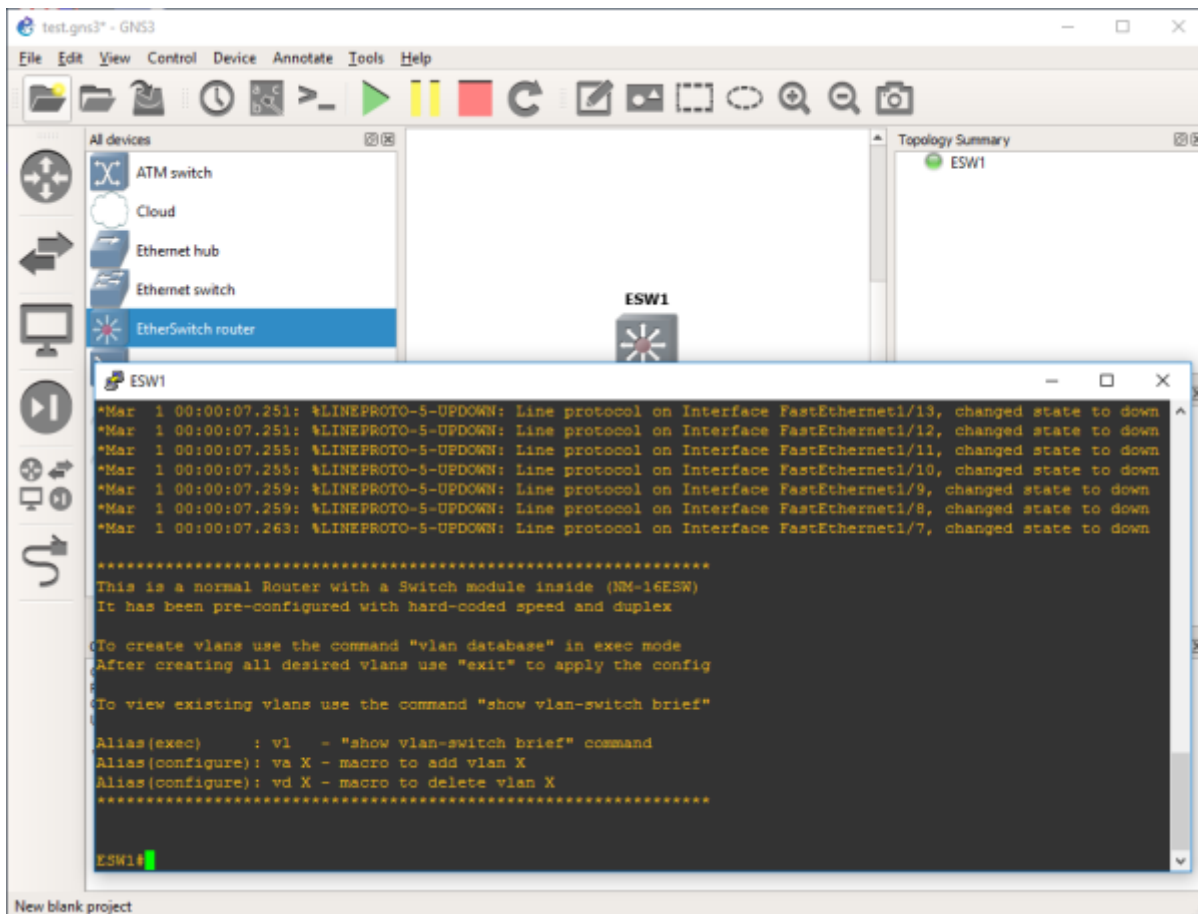 test.gns3* - GNS3
File Edit View Control Device Annotate Tools Help
All devices
Topology Summary
ATM switch
ESW1
Cloud
Ethernet hub
Ethernet switch
ESW1
EtherSwitch router
ESW1
*Mar  1 00:00:07.251: %LINEPROTO-5-UPDOWN: Line protocol on Interface FastEthernet1/13, changed state to down
*Mar  1 00:00:07.251: %LINEPROTO-5-UPDOWN: Line protocol on Interface FastEthernet1/12, changed state to down
*Mar  1 00:00:07.255: %LINEPROTO-5-UPDOWN: Line protocol on Interface FastEthernet1/11, changed state to down
*Mar  1 00:00:07.255: %LINEPROTO-5-UPDOWN: Line protocol on Interface FastEthernet1/10, changed state to down
*Mar  1 00:00:07.259: %LINEPROTO-5-UPDOWN: Line protocol on Interface FastEthernet1/9, changed state to down
*Mar  1 00:00:07.259: %LINEPROTO-5-UPDOWN: Line protocol on Interface FastEthernet1/8, changed state to down
*Mar  1 00:00:07.263: %LINEPROTO-5-UPDOWN: Line protocol on Interface FastEthernet1/7, changed state to down
***************************************************************
This is a normal Router with a Switch module inside (NM-16ESW)
It has been pre-configured with hard-coded speed and duplex
To create vlans use the command "vlan database" in exec mode
After creating all desired vlans use "exit" to apply the config
To view existing vlans use the command "show vlan-switch brief"
Alias(exec)     : vl   - "show vlan-switch brief" command
Alias(configure): va X - macro to add vlan X
Alias(configure): vd X - macro to delete vlan X
***************************************************************
ESW1#
New blank project